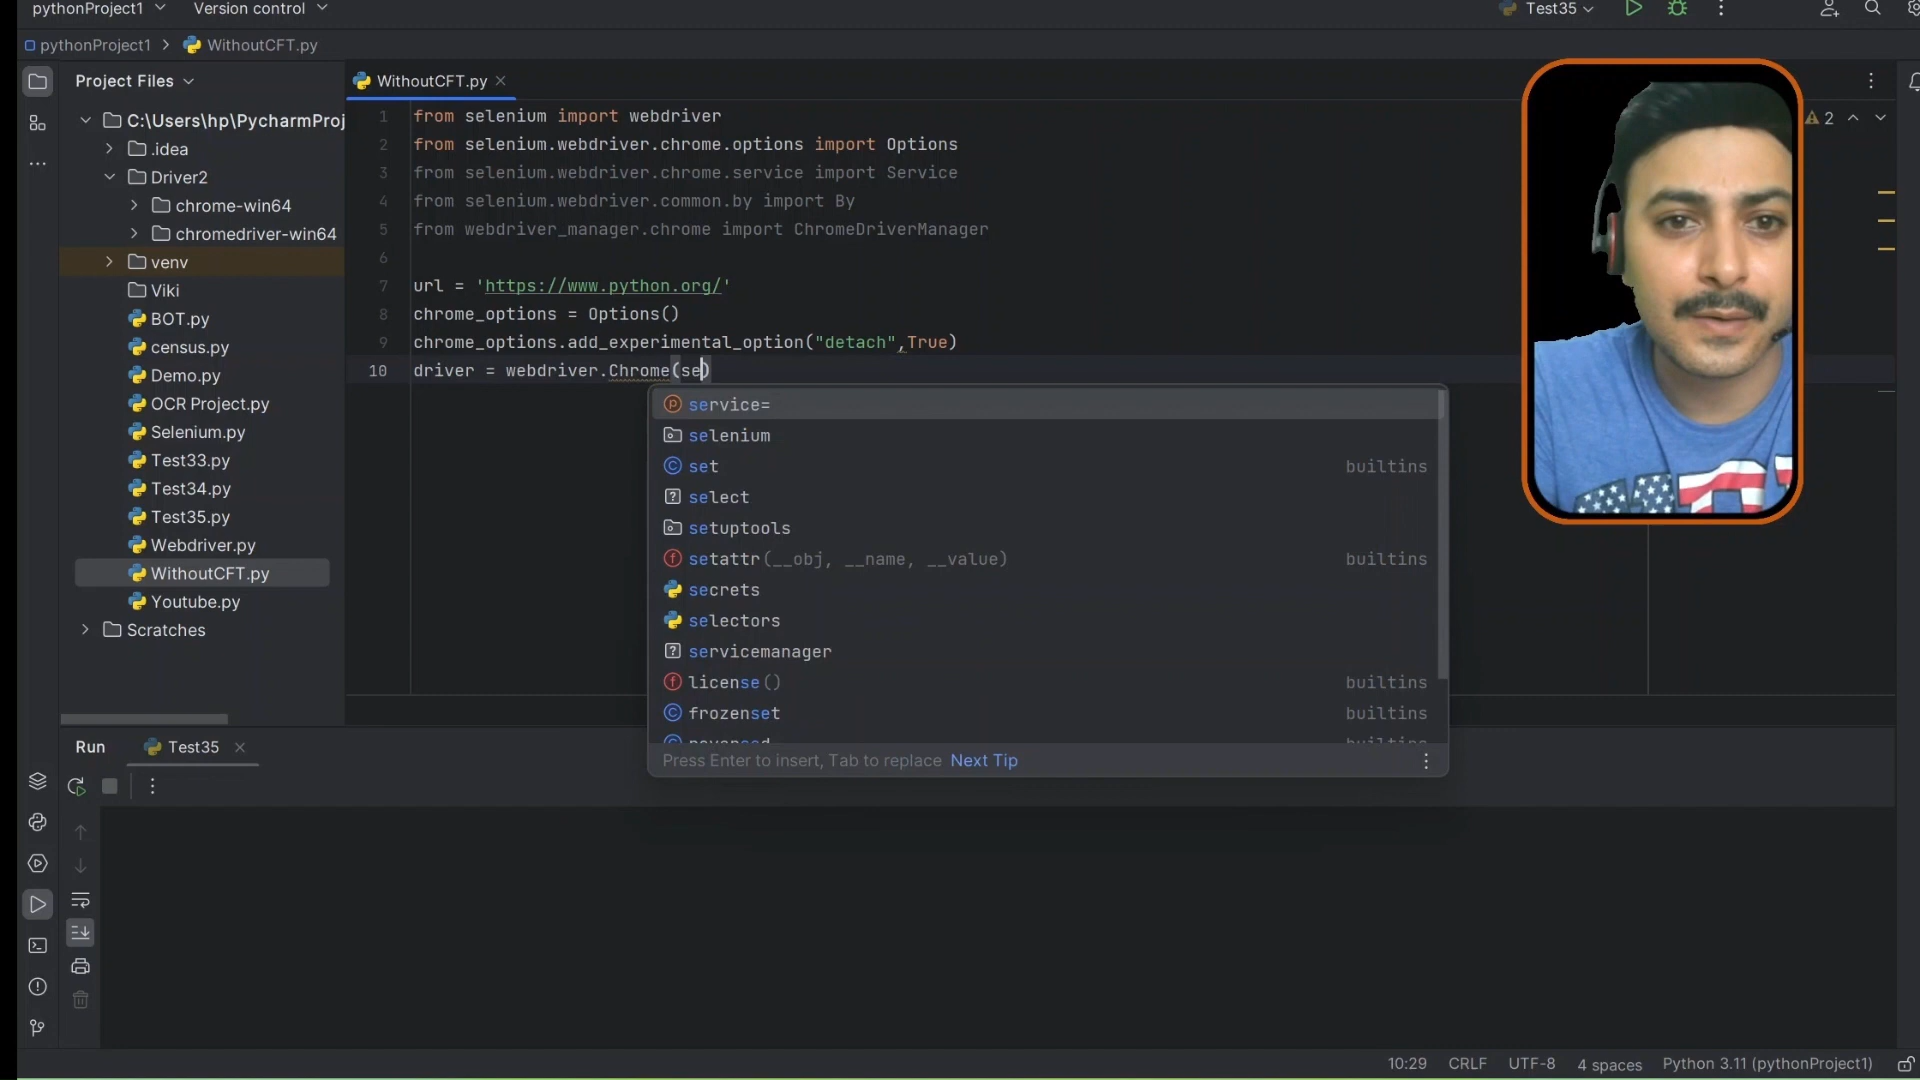 pythonProject1
Version control
Test35
pythonProject1 > WithoutCFT.py
Project Files
WithoutCFT.py
2
C:\Users\hp\PycharmProj
.idea
Driver2
chrome-win64
chromedriver-win64
venv
Viki
BOT.py
census.py
Demo.py
OCR Project.py
Selenium.py
Test33.py
Test34.py
Test35.py
Webdriver.py
WithoutCFT.py
Youtube.py
Scratches
1 from selenium import webdriver
2 from selenium.webdriver.chrome.options import Options
3 from selenium.webdriver.chrome.service import Service
4 from selenium.webdriver.common.by import By
5 from webdriver_manager.chrome import ChromeDriverManager
6
7 url = 'https://www.python.org/'
8 chrome_options = Options()
9 chrome_options.add_experimental_option("detach",True)
10 driver = webdriver.Chrome(se)
service=
selenium
set builtins
select
setuptools
setattr(__obj, __name, __value) builtins
secrets
selectors
servicemanager
license() builtins
frozenset builtins
Press Enter to insert, Tab to replace Next Tip
Run
Test35
10:29 CRLF UTF-8 4 spaces Python 3.11 (pythonProject1)